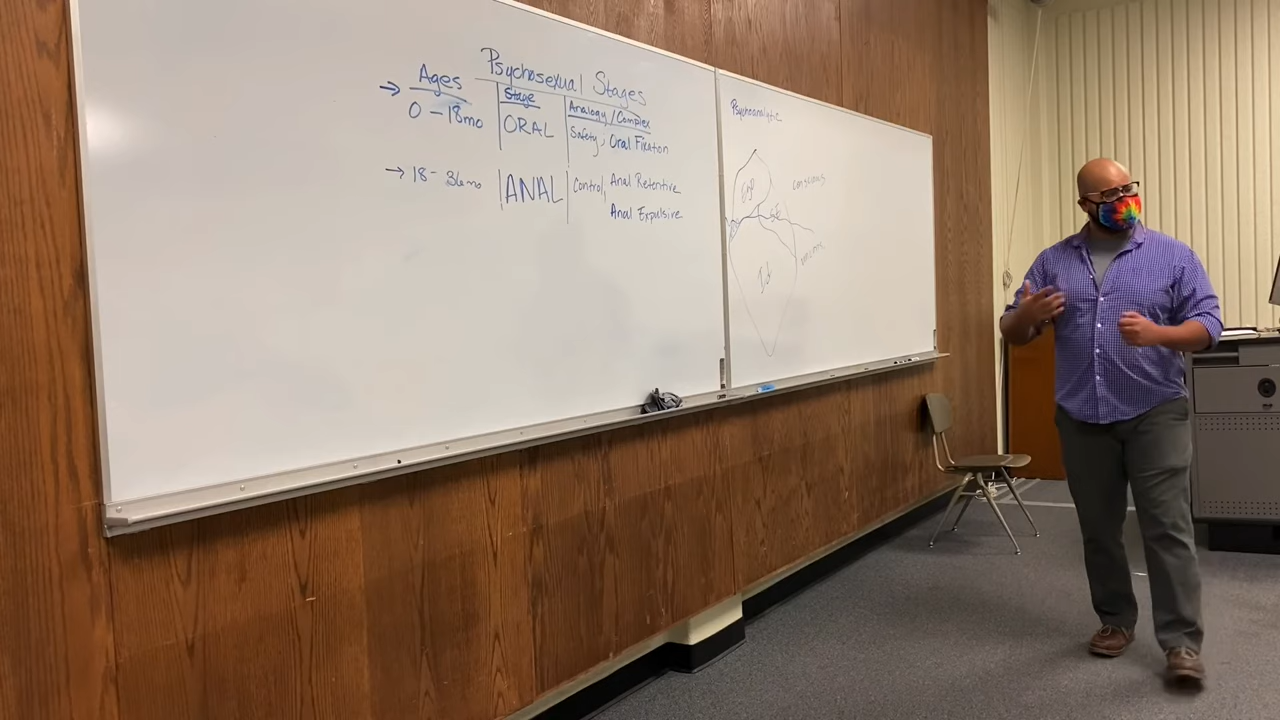 Psychosexual Stages
→ Ages | Stage | Analogy/Complex
0 - 18mo | ORAL | Safety, Oral Fixation
→ 18 - 36mo | ANAL | Control, Anal Retentive
Anal Expulsive
Psychoanalytic
Ego
conscious
Id